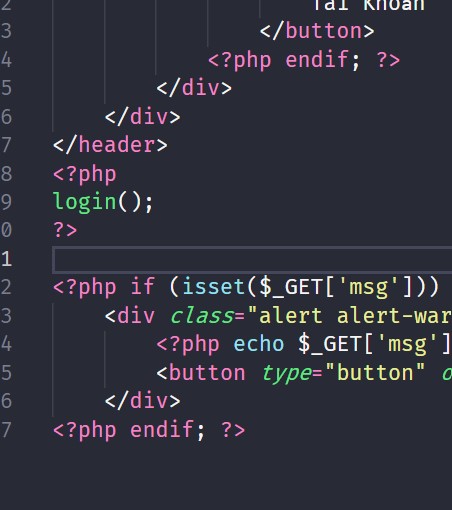 2 Tài Khoản
3 </button>
4 <?php endif; ?>
5 </div>
6 </div>
7 </header>
8 <?php
9 login();
0 ?>
1
2 <?php if (isset($_GET['msg']))
3 <div class="alert alert-war
4 <?php echo $_GET['msg']
5 <button type="button" o
6 </div>
7 <?php endif; ?>